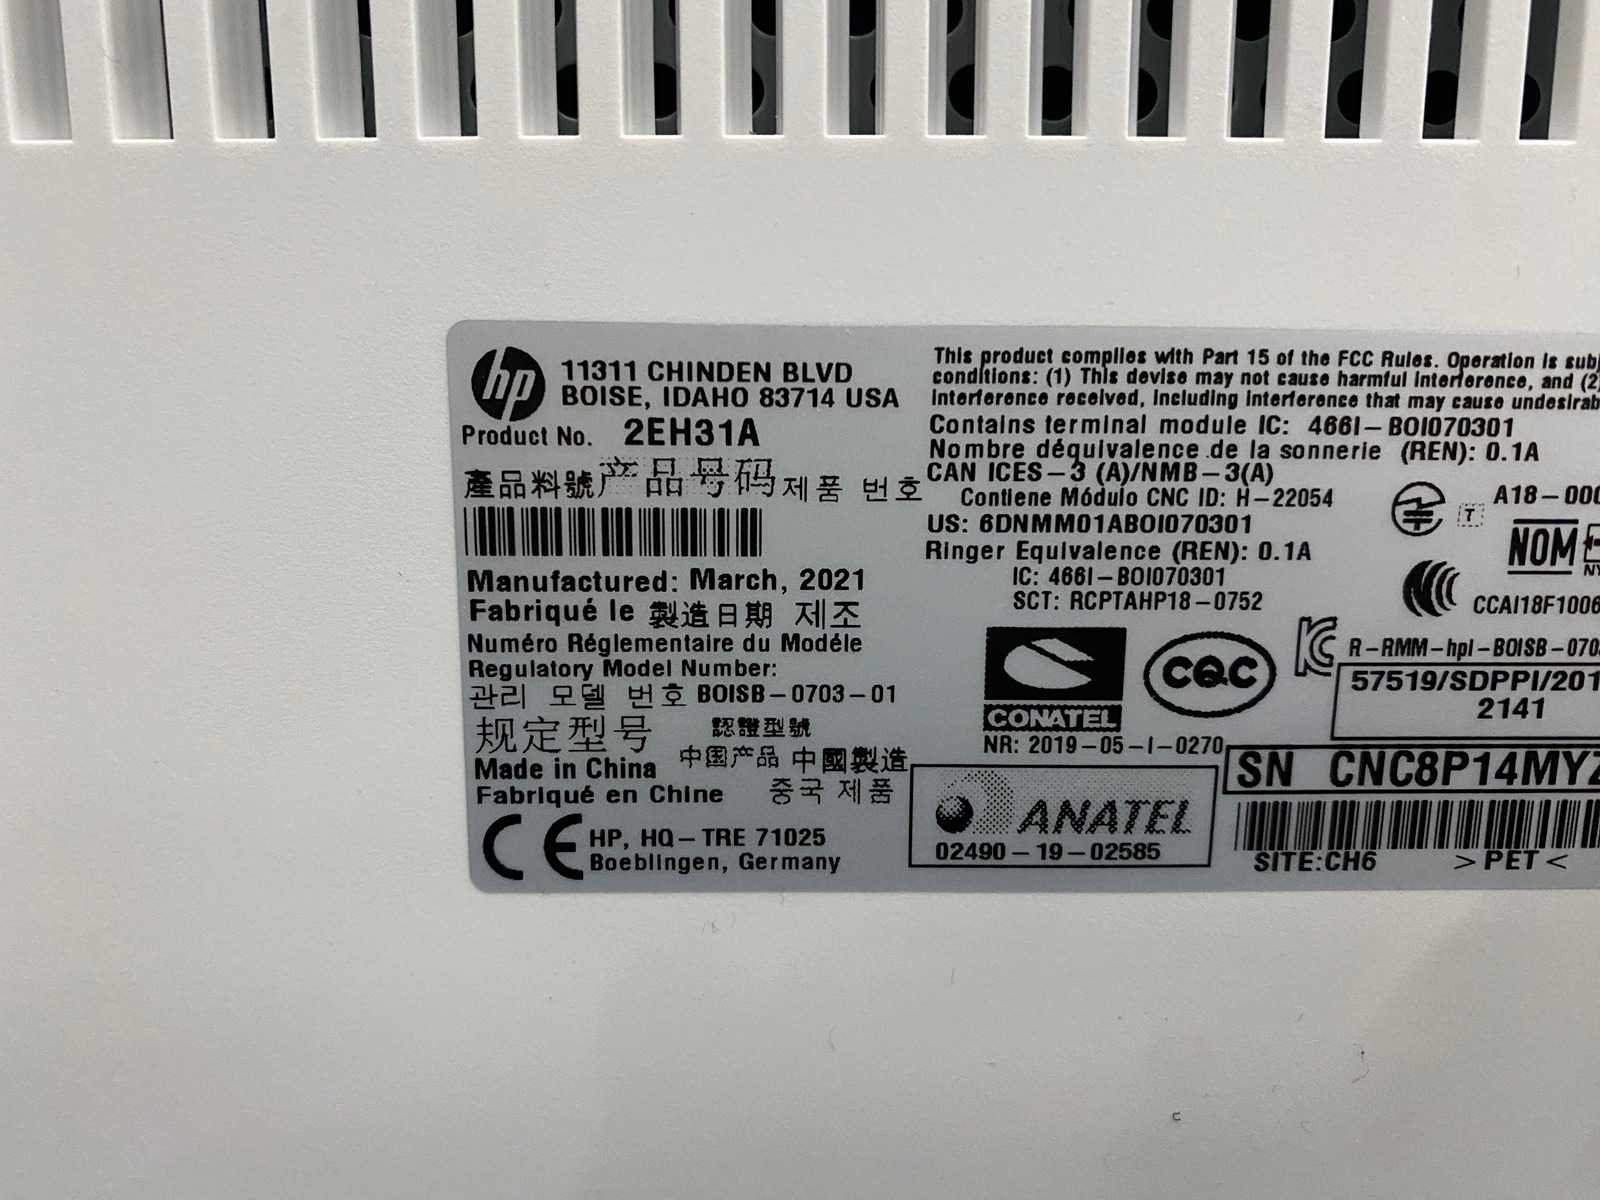 hp
11311 CHINDEN BLVD
BOISE, IDAHO 83714 USA
Product No. 2EH31A
產品料號 产品号码 제품 번호
Manufactured: March, 2021
Fabriqué le 製造日期 제조
Numéro Réglementaire du Modéle
Regulatory Model Number:
관리 모델 번호 BOISB-0703-01
规定型号 認證型號
Made in China 中国产品 中國製造
Fabriqué en Chine 중국 제품
CE HP, HQ-TRE 71025
Boeblingen, Germany
This product complies with Part 15 of the FCC Rules. Operation is
conditions: (1) This devise may not cause harmful interference, and (2
interference received, including interference that may cause
Contains terminal module IC: 466I-BOI070301
Nombre déquivalence de la sonnerie (REN): 0.1A
CAN ICES-3 (A)/NMB-3(A)
Contiene Módulo CNC ID: H-22054
US: 6DNMM01ABOI070301
Ringer Equivalence (REN): 0.1A
IC: 466I-BOI070301
SCT: RCPTAHP18-0752
T A18-000
NOM
NY
CCAI18F1006
R-RMM-hpI-BOISB-070
57519/SDPPI/201
2141
CONATEL
NR: 2019-05-I-0270
CQC
ANATEL
02490-19-02585
SN CNC8P14MYZ
SITE:CH6 >PET<